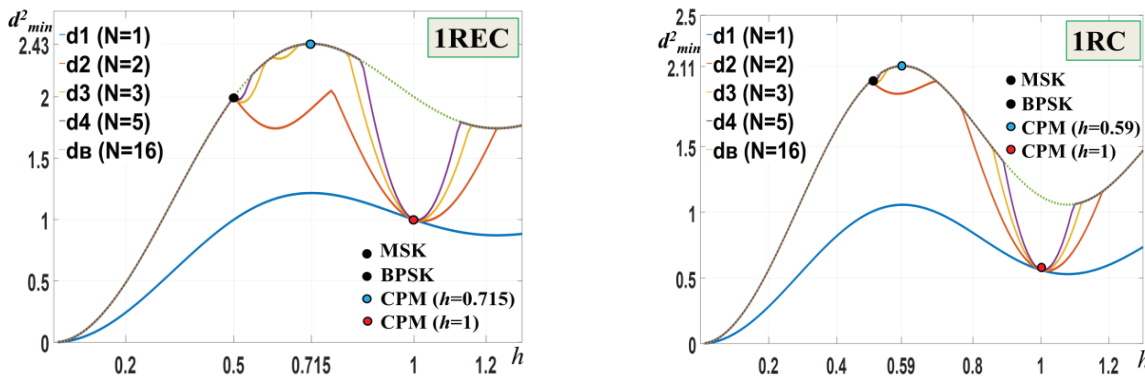 d²min
2.43
2
1.5
1
0.5
0
0.2
0.5
0.715
1
1.2
h
d1 (N=1)
d2 (N=2)
d3 (N=3)
d4 (N=5)
dʙ (N=16)
1REC
MSK
BPSK
CPM (h=0.715)
CPM (h=1)
2.5
d²min
2.11
1.5
1
0.5
0
0.2
0.4
0.59
0.8
1
1.2
h
d1 (N=1)
d2 (N=2)
d3 (N=3)
d4 (N=5)
dʙ (N=16)
1RC
MSK
BPSK
CPM (h=0.59)
CPM (h=1)